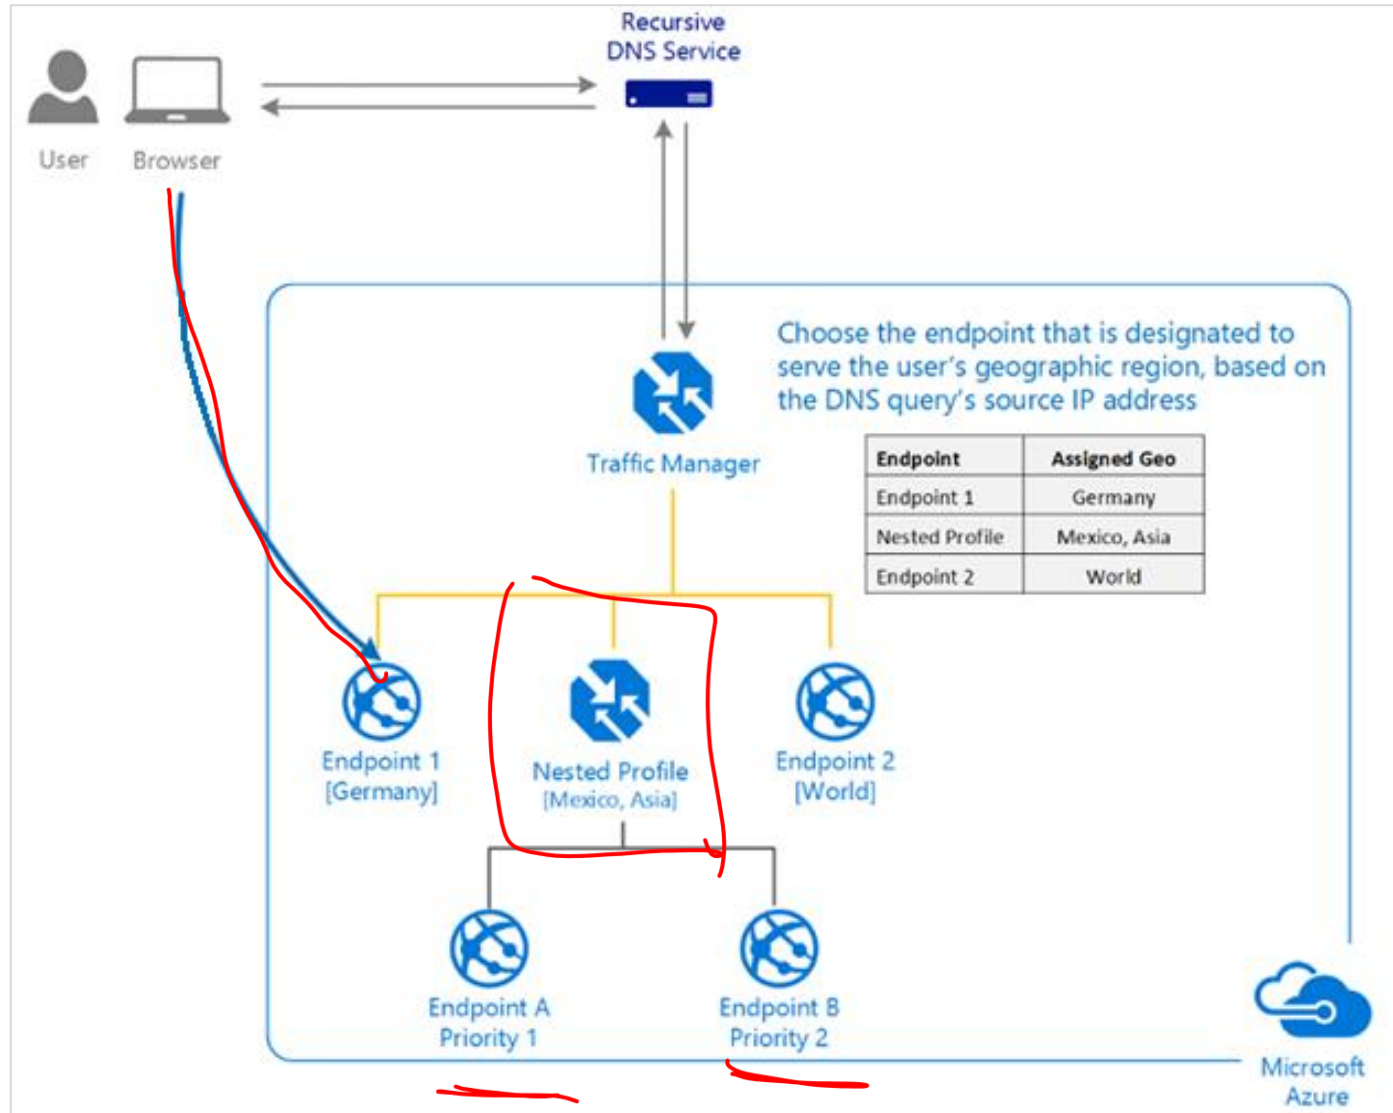 Recursive
DNS Service
User
Browser
Choose the endpoint that is designated to
serve the user's geographic region, based on
the DNS query's source IP address
Traffic Manager
Endpoint Assigned Geo
Endpoint 1 Germany
Nested Profile Mexico, Asia
Endpoint 2 World
Endpoint 1
[Germany]
Nested Profile
[Mexico, Asia]
Endpoint 2
[World]
Endpoint A
Priority 1
Endpoint B
Priority 2
Microsoft
Azure